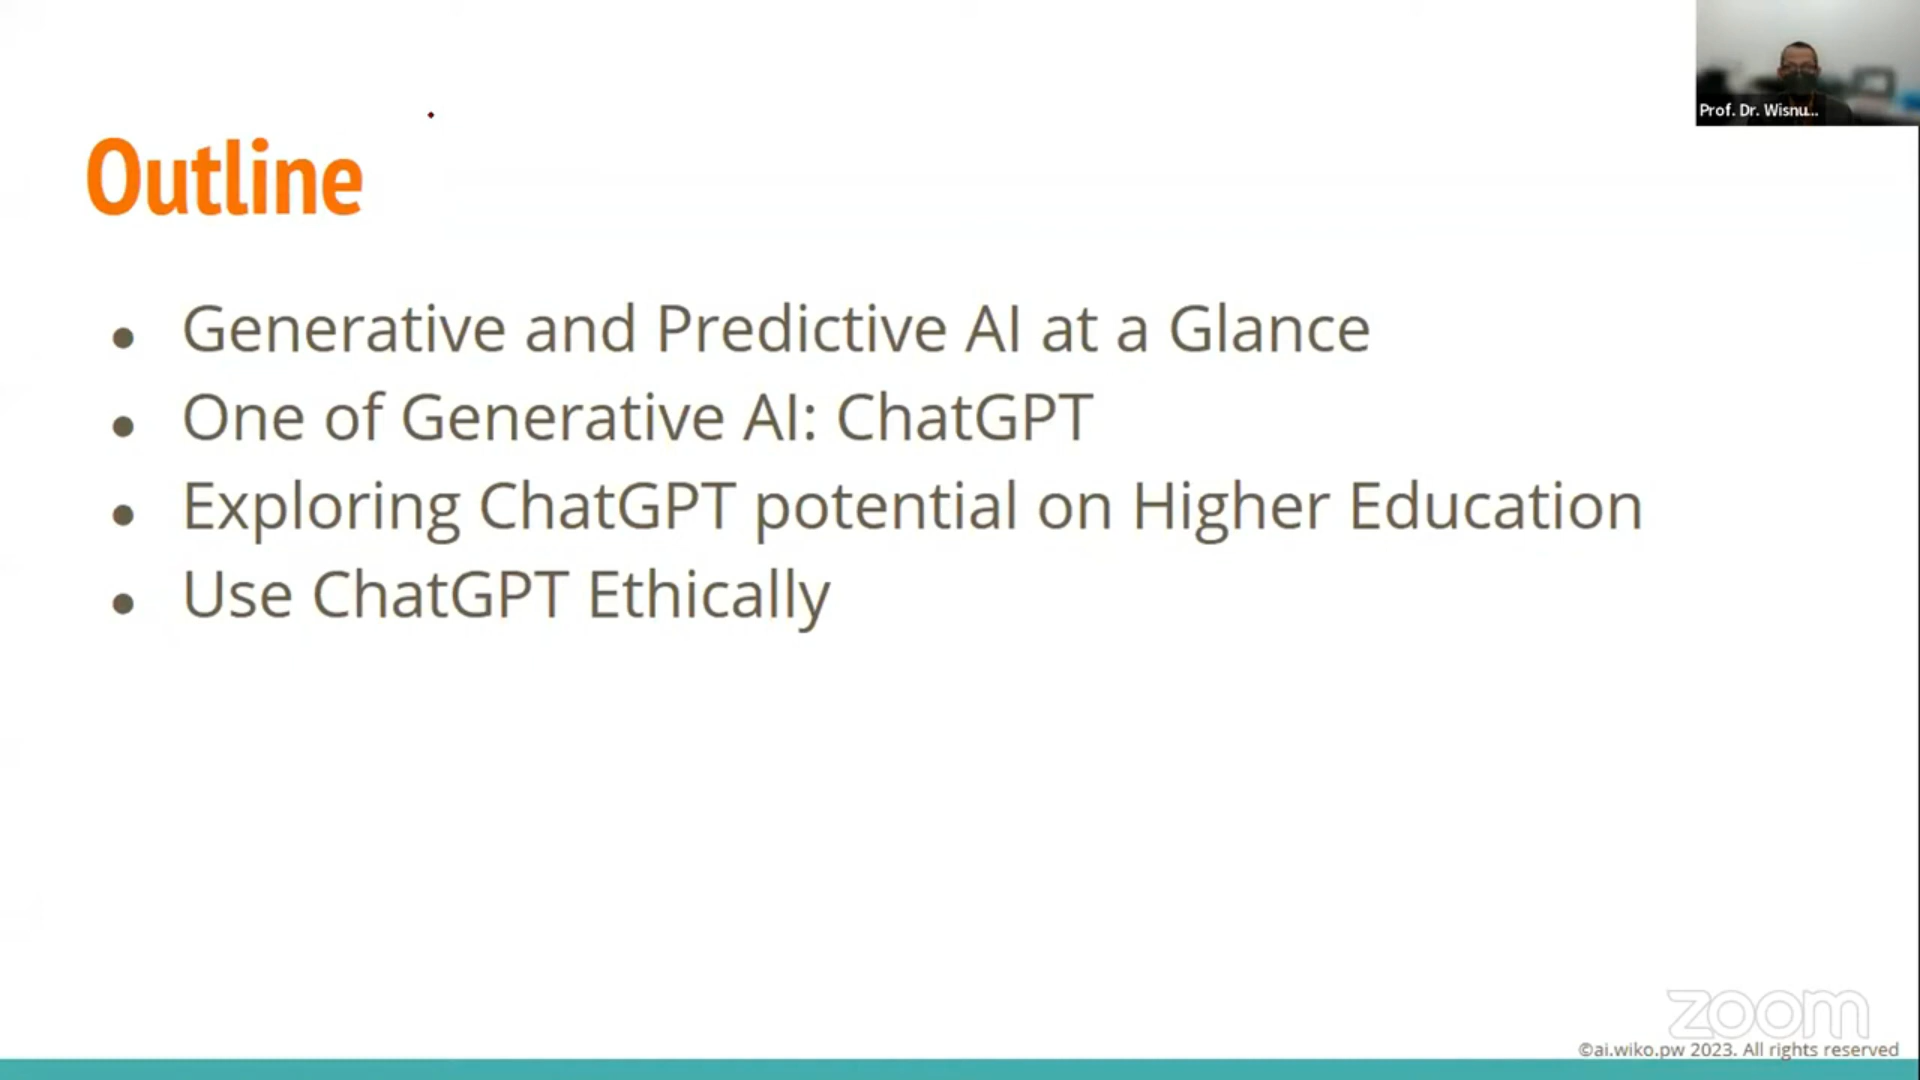 Prof. Dr. Wisnu...
Outline
• Generative and Predictive AI at a Glance
• One of Generative AI: ChatGPT
• Exploring ChatGPT potential on Higher Education
• Use ChatGPT Ethically
zoom
©ai.wiko.pw 2023. All rights reserved